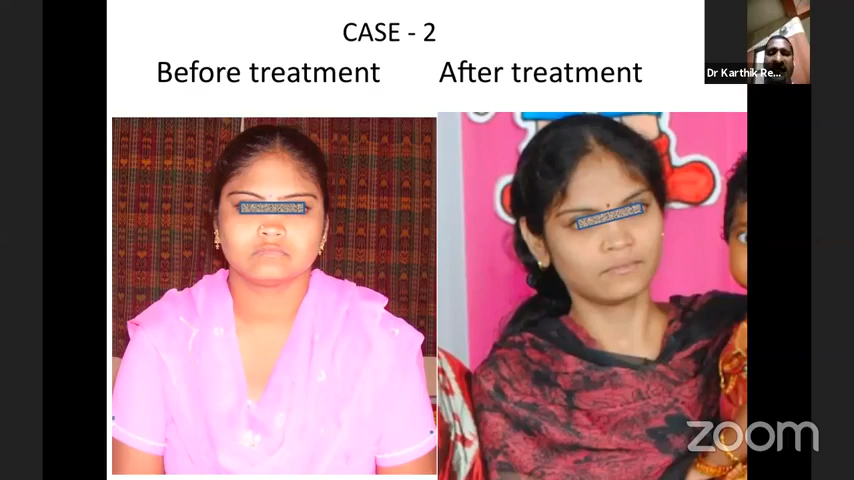 CASE - 2
Before treatment
After treatment
Dr Karthik Re...
zoom